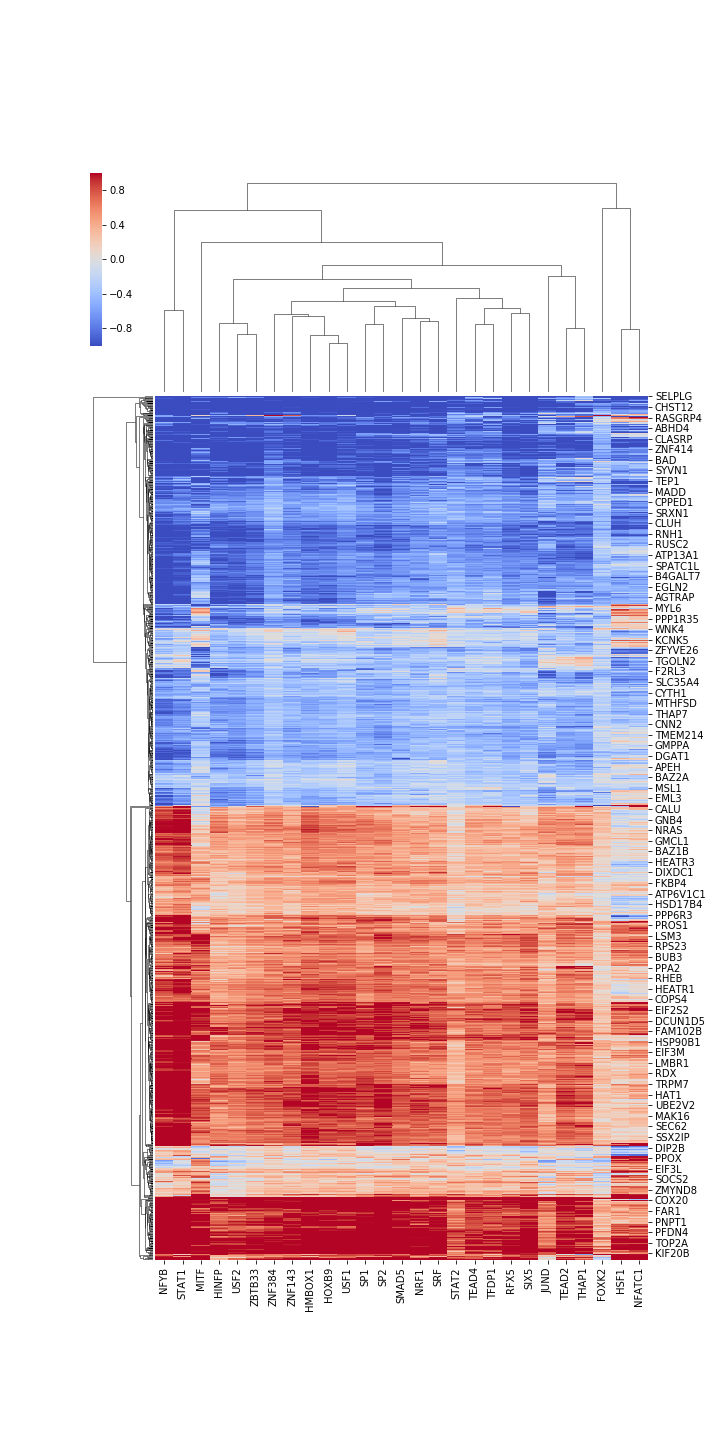 0.8
0.4
0.0
−0.4
−0.8
SELPLG
CHST12
RASGRP4
ABHD4
CLASRP
ZNF414
BAD
SYVN1
TEP1
MADD
CPPED1
SRXN1
CLUH
RNH1
RUSC2
ATP13A1
SPATC1L
B4GALT7
EGLN2
AGTRAP
MYL6
PPP1R35
WNK4
KCNK5
ZFYVE26
TGOLN2
F2RL3
SLC35A4
CYTH1
MTHFSD
THAP7
CNN2
TMEM214
GMPPA
DGAT1
APEH
BAZ2A
MSL1
EML3
CALU
GNB4
NRAS
GMCL1
BAZ1B
HEATR3
DIXDC1
FKBP4
ATP6V1C1
HSD17B4
PPP6R3
PROS1
LSM3
RPS23
BUB3
PPA2
RHEB
HEATR1
COPS4
EIF2S2
DCUN1D5
FAM102B
HSP90B1
EIF3M
LMBR1
RDX
TRPM7
HAT1
UBE2V2
MAK16
SEC62
SSX2IP
DIP2B
PPOX
EIF3L
SOCS2
ZMYND8
COX20
FAR1
PNPT1
PFDN4
TOP2A
KIF20B
NFYB
STAT1
MITF
HINFP
USF2
ZBTB33
ZNF384
ZNF143
HMBOX1
HOXB9
USF1
SP1
SP2
SMAD5
NRF1
SRF
STAT2
TEAD4
TFDP1
RFX5
SIX5
JUND
TEAD2
THAP1
FOXK2
HSF1
NFATC1